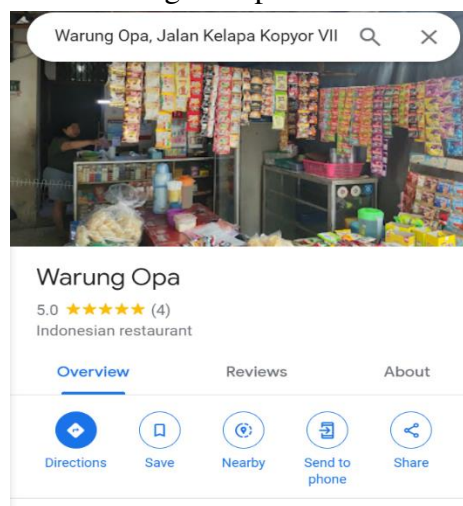 Warung Opa, Jalan Kelapa Kopyor VII
Warung Opa
5.0 ★★★★★ (4)
Indonesian restaurant
Overview Reviews About
Directions Save Nearby Send to phone Share